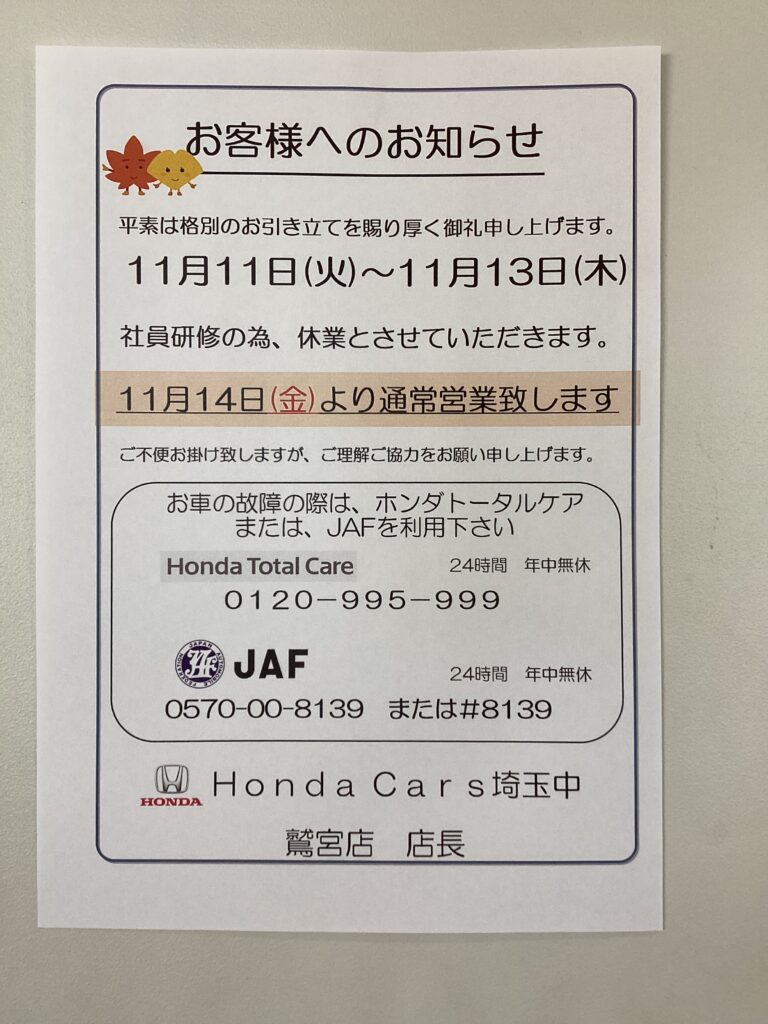 お客様へのお知らせ
平素は格別のお引き立てを賜り厚く御礼申し上げます。
11月11日(火)～11月13日(木)
社員研修の為、休業とさせていただきます。
11月14日(金)より通常営業致します
ご不便お掛け致しますが、ご理解ご協力をお願い申し上げます。
お車の故障の際は、ホンダトータルケア
または、JAFを利用下さい
Honda Total Care 24時間 年中無休
0120－995－999
JAPAN AUTOMOBILE FEDERATION JAF JAF 24時間 年中無休
0570-00-8139 または#8139
HONDA Honda Cars埼玉中
鷲宮店 店長